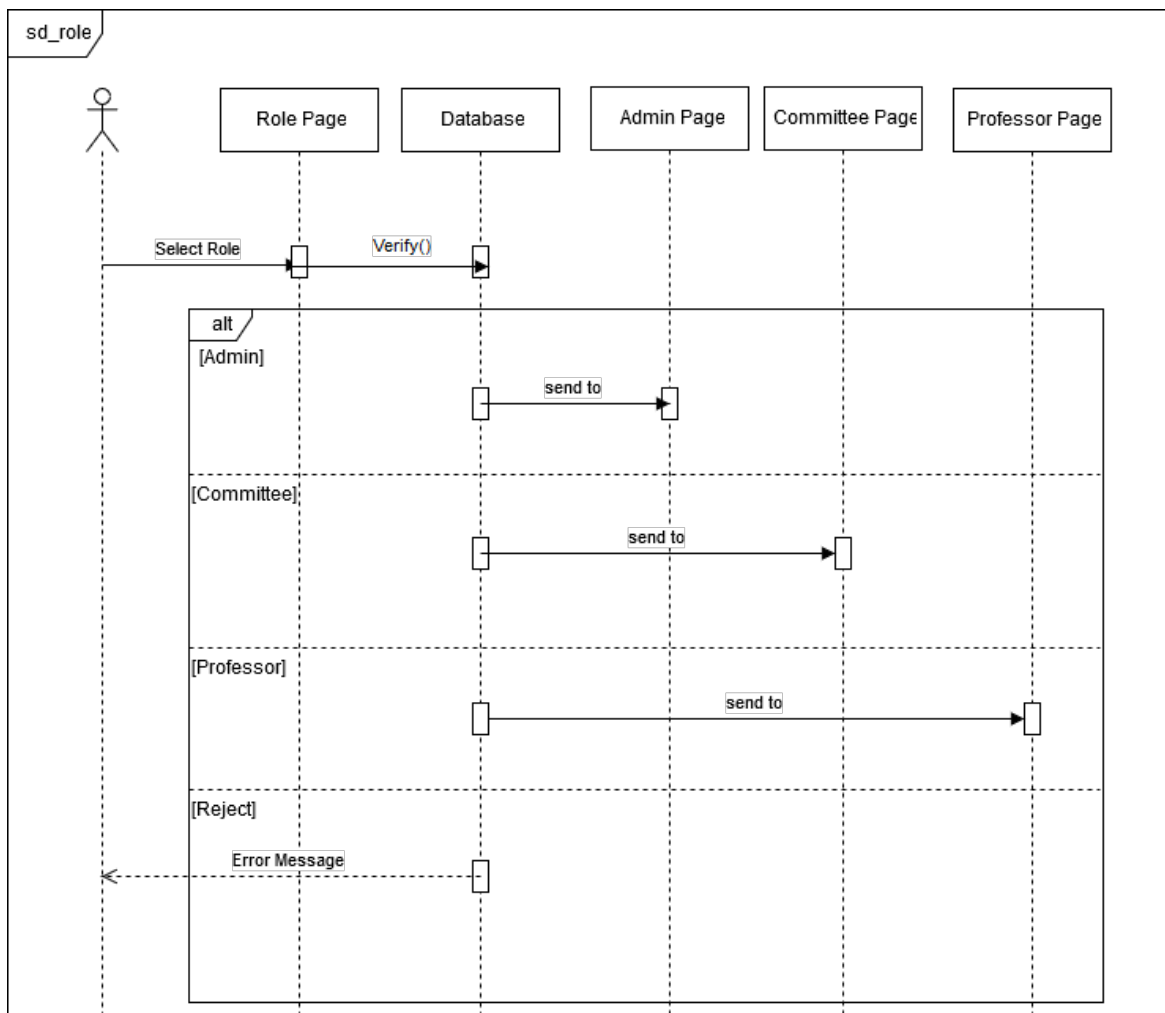 sd_role
Role Page
Database
Admin Page
Committee Page
Professor Page
Select Role
Verify()
alt
[Admin]
send to
[Committee]
send to
[Professor]
send to
[Reject]
Error Message